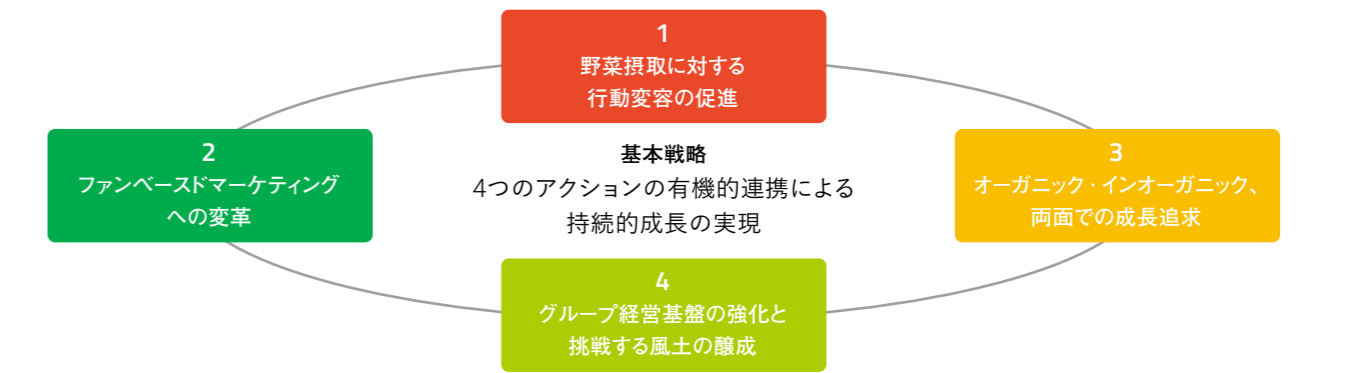 1
野菜摂取に対する
行動変容の促進
2
ファンベースドマーケティング
への変革
基本戦略
4つのアクションの有機的連携による
持続的成長の実現
3
オーガニック・インオーガニック、
両面での成長追求
4
グループ経営基盤の強化と
挑戦する風土の醸成